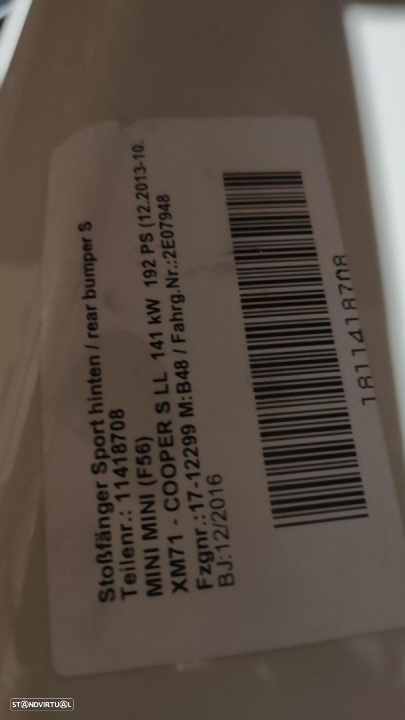 Stoßfänger Sport hinten / rear bumper S
Teilenr.: 11418708
MINI MINI (F56)
XM71 - COOPER S LL 141 kW 192 PS (12.2013-10.
Fzgnr.:17-12299 M:B48 / Fahrg.Nr.:2E07948
BJ:12/2016
1811418708
STANDVIRTUAL